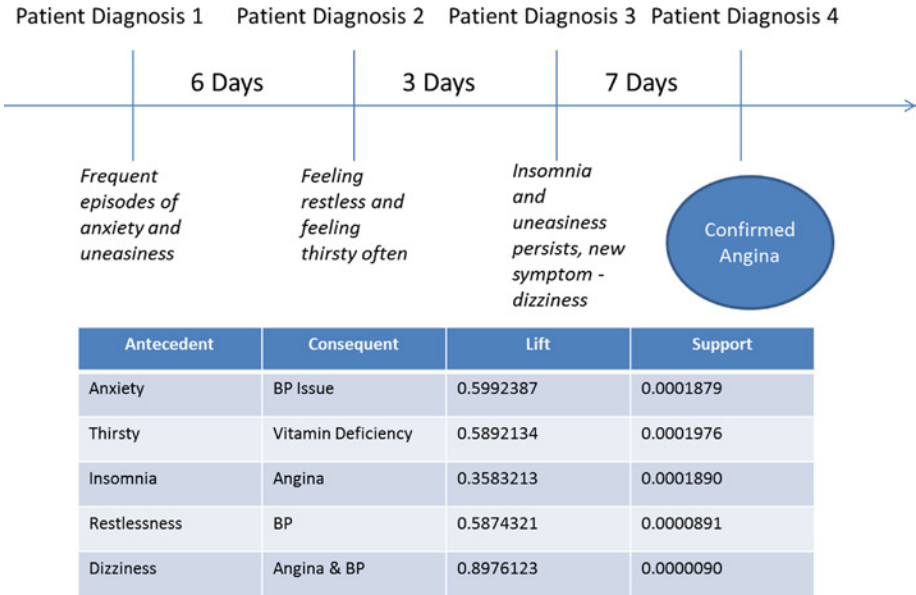 Patient Diagnosis 1 Patient Diagnosis 2 Patient Diagnosis 3 Patient Diagnosis 4
6 Days 3 Days 7 Days
Frequent
episodes of
anxiety and
uneasiness
Feeling
restless and
feeling
thirsty often
Insomnia
and
uneasiness
persists, new
symptom -
dizziness
Confirmed
Angina
Antecedent Consequent Lift Support
Anxiety BP Issue 0.5992387 0.0001879
Thirsty Vitamin Deficiency 0.5892134 0.0001976
Insomnia Angina 0.3583213 0.0001890
Restlessness BP 0.5874321 0.0000891
Dizziness Angina & BP 0.8976123 0.0000090